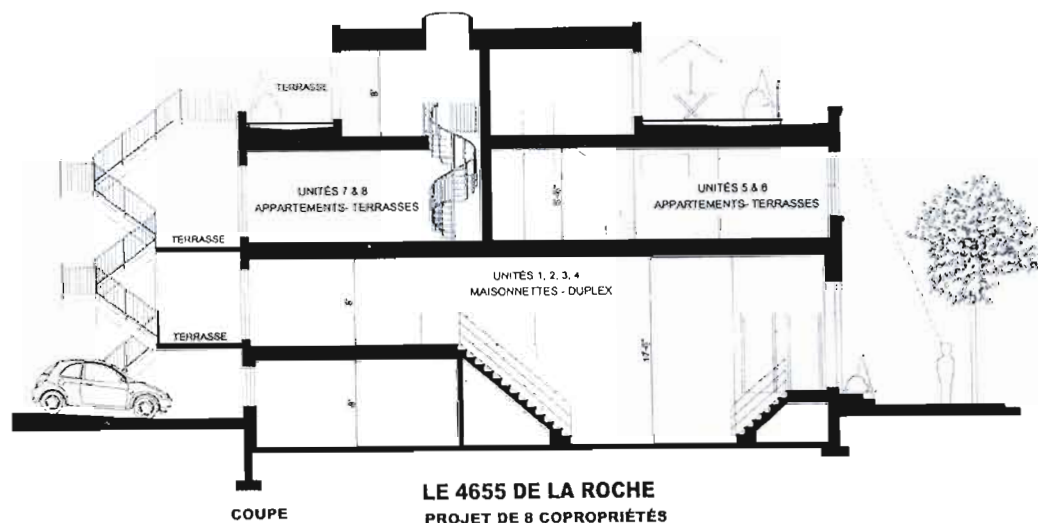 TERRASSE
8'
UNITÉS 7 & 8
APPARTEMENTS- TERRASSES
UNITÉS 5 & 6
APPARTEMENTS- TERRASSES
TERRASSE
UNITÉS 1, 2, 3, 4
MAISONNETTES - DUPLEX
TERRASSE
LE 4655 DE LA ROCHE
COUPE
PROJET DE 8 COPROPRIÉTÉS